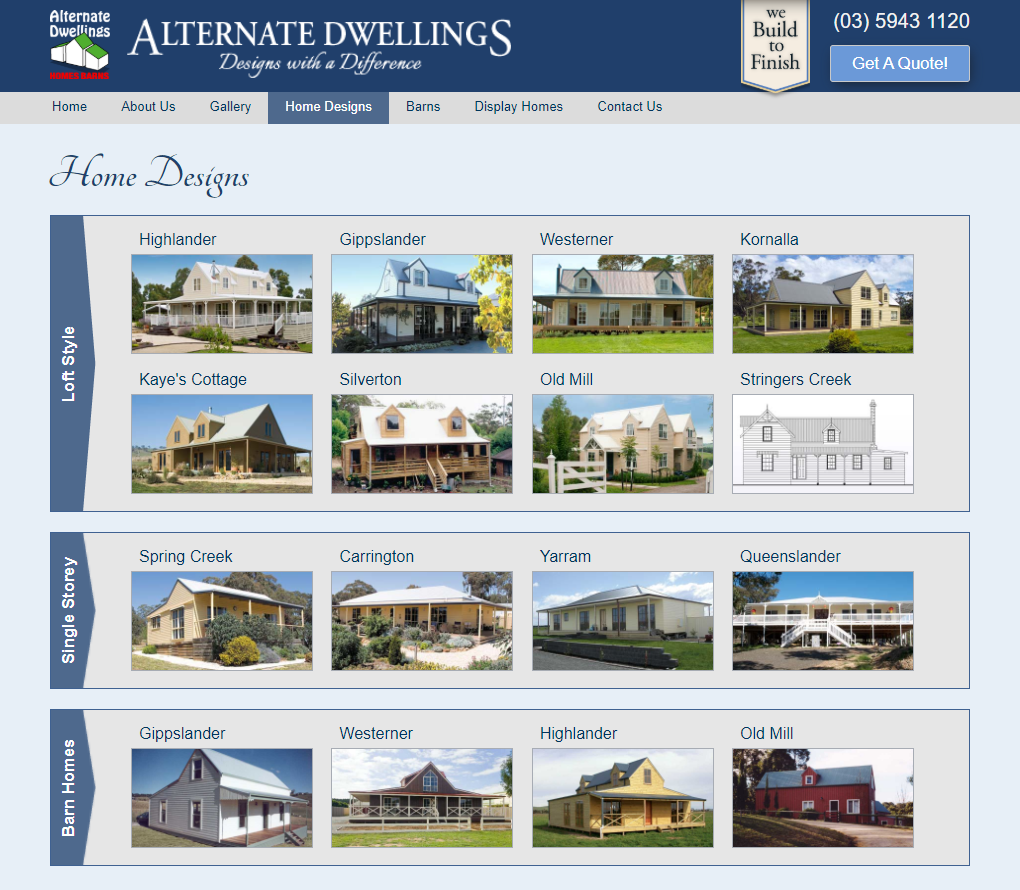 Alternate
Dwellings
HOMES BARNS
ALTERNATE DWELLINGS
Designs with a Difference
we
Build
to
Finish
(03) 5943 1120
Get A Quote!
Home About Us Gallery Home Designs Barns Display Homes Contact Us
Home Designs
Loft Style
Highlander Gippslander Westerner Kornalla
Kaye's Cottage Silverton Old Mill Stringers Creek
Single Storey
Spring Creek Carrington Yarram Queenslander
Barn Homes
Gippslander Westerner Highlander Old Mill